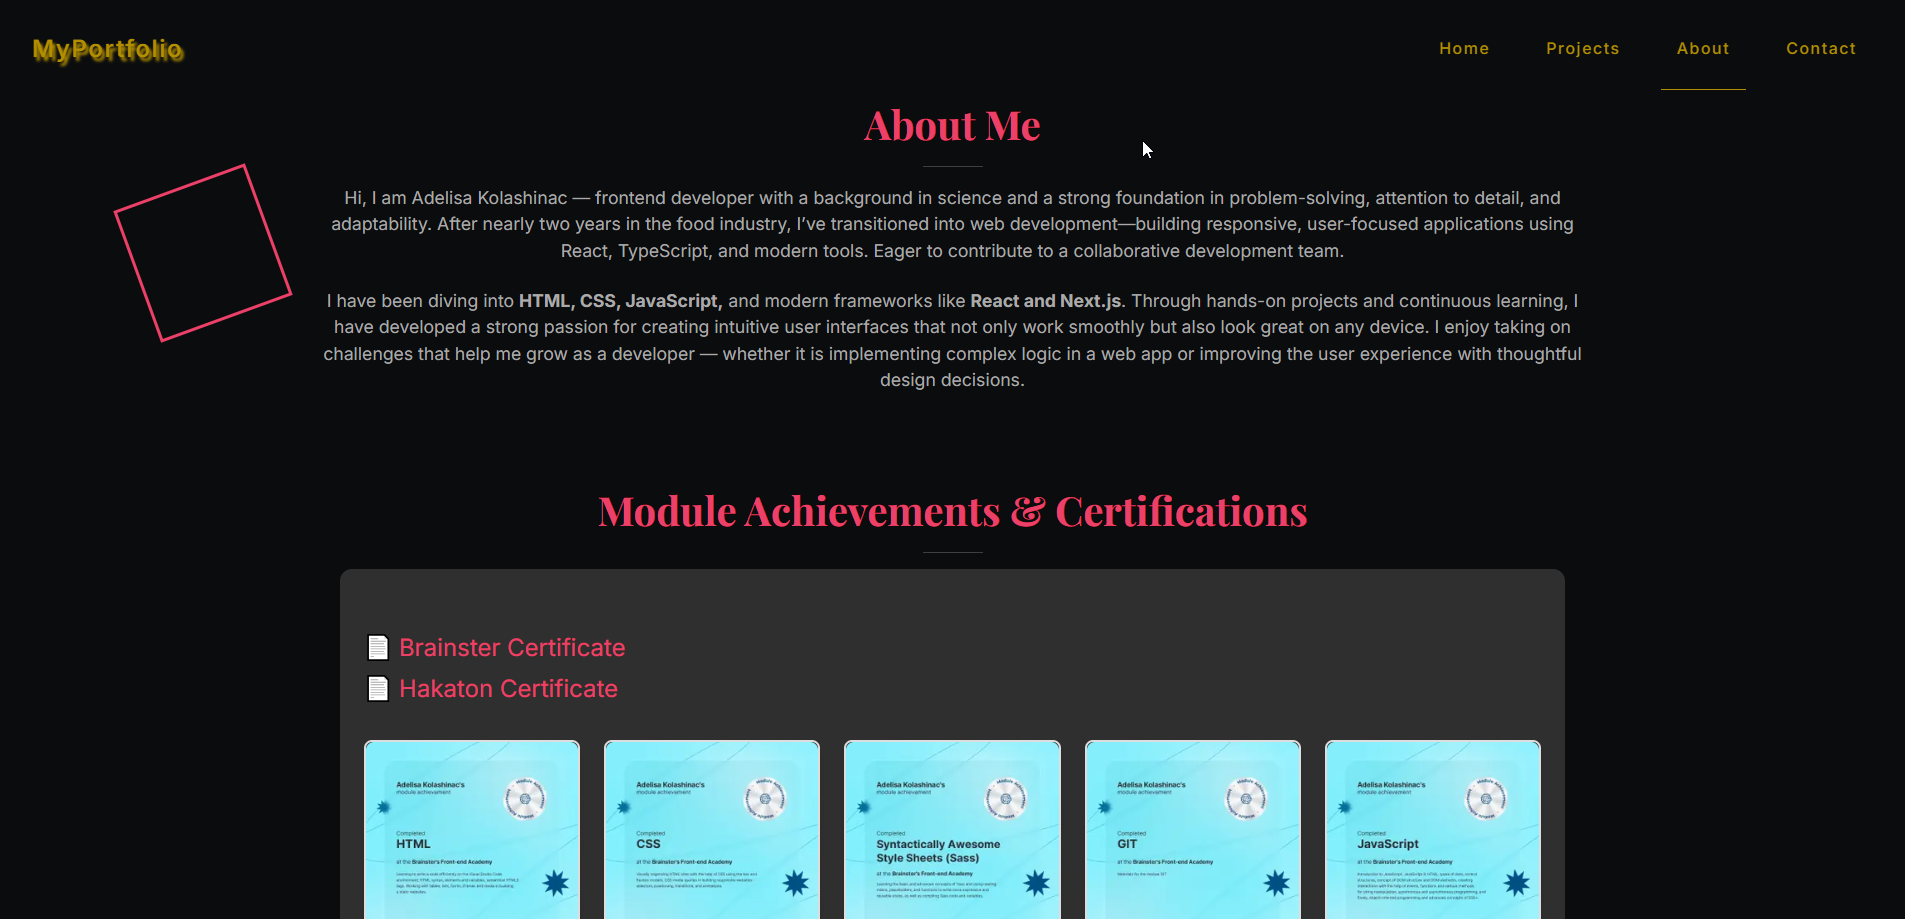 MyPortfolio
Home Projects About Contact
About Me
Hi, I am Adelisa Kolashinac — frontend developer with a background in science and a strong foundation in problem-solving, attention to detail, and
adaptability. After nearly two years in the food industry, I’ve transitioned into web development—building responsive, user-focused applications using
React, TypeScript, and modern tools. Eager to contribute to a collaborative development team.
I have been diving into HTML, CSS, JavaScript, and modern frameworks like React and Next.js. Through hands-on projects and continuous learning, I
have developed a strong passion for creating intuitive user interfaces that not only work smoothly but also look great on any device. I enjoy taking on
challenges that help me grow as a developer — whether it is implementing complex logic in a web app or improving the user experience with thoughtful
design decisions.
Module Achievements & Certifications
Brainster Certificate
Hakaton Certificate
Adelisa Kolashinac's
module achievement
Completed
HTML
at the Brainster's Front-end Academy
Adelisa Kolashinac's
module achievement
Completed
CSS
at the Brainster's Front-end Academy
Adelisa Kolashinac's
module achievement
Completed
Syntactically Awesome
Style Sheets (Sass)
at the Brainster's Front-end Academy
Adelisa Kolashinac's
module achievement
Completed
GIT
at the Brainster's Front-end Academy
Materials for the module GIT
Adelisa Kolashinac's
module achievement
Completed
JavaScript
at the Brainster's Front-end Academy